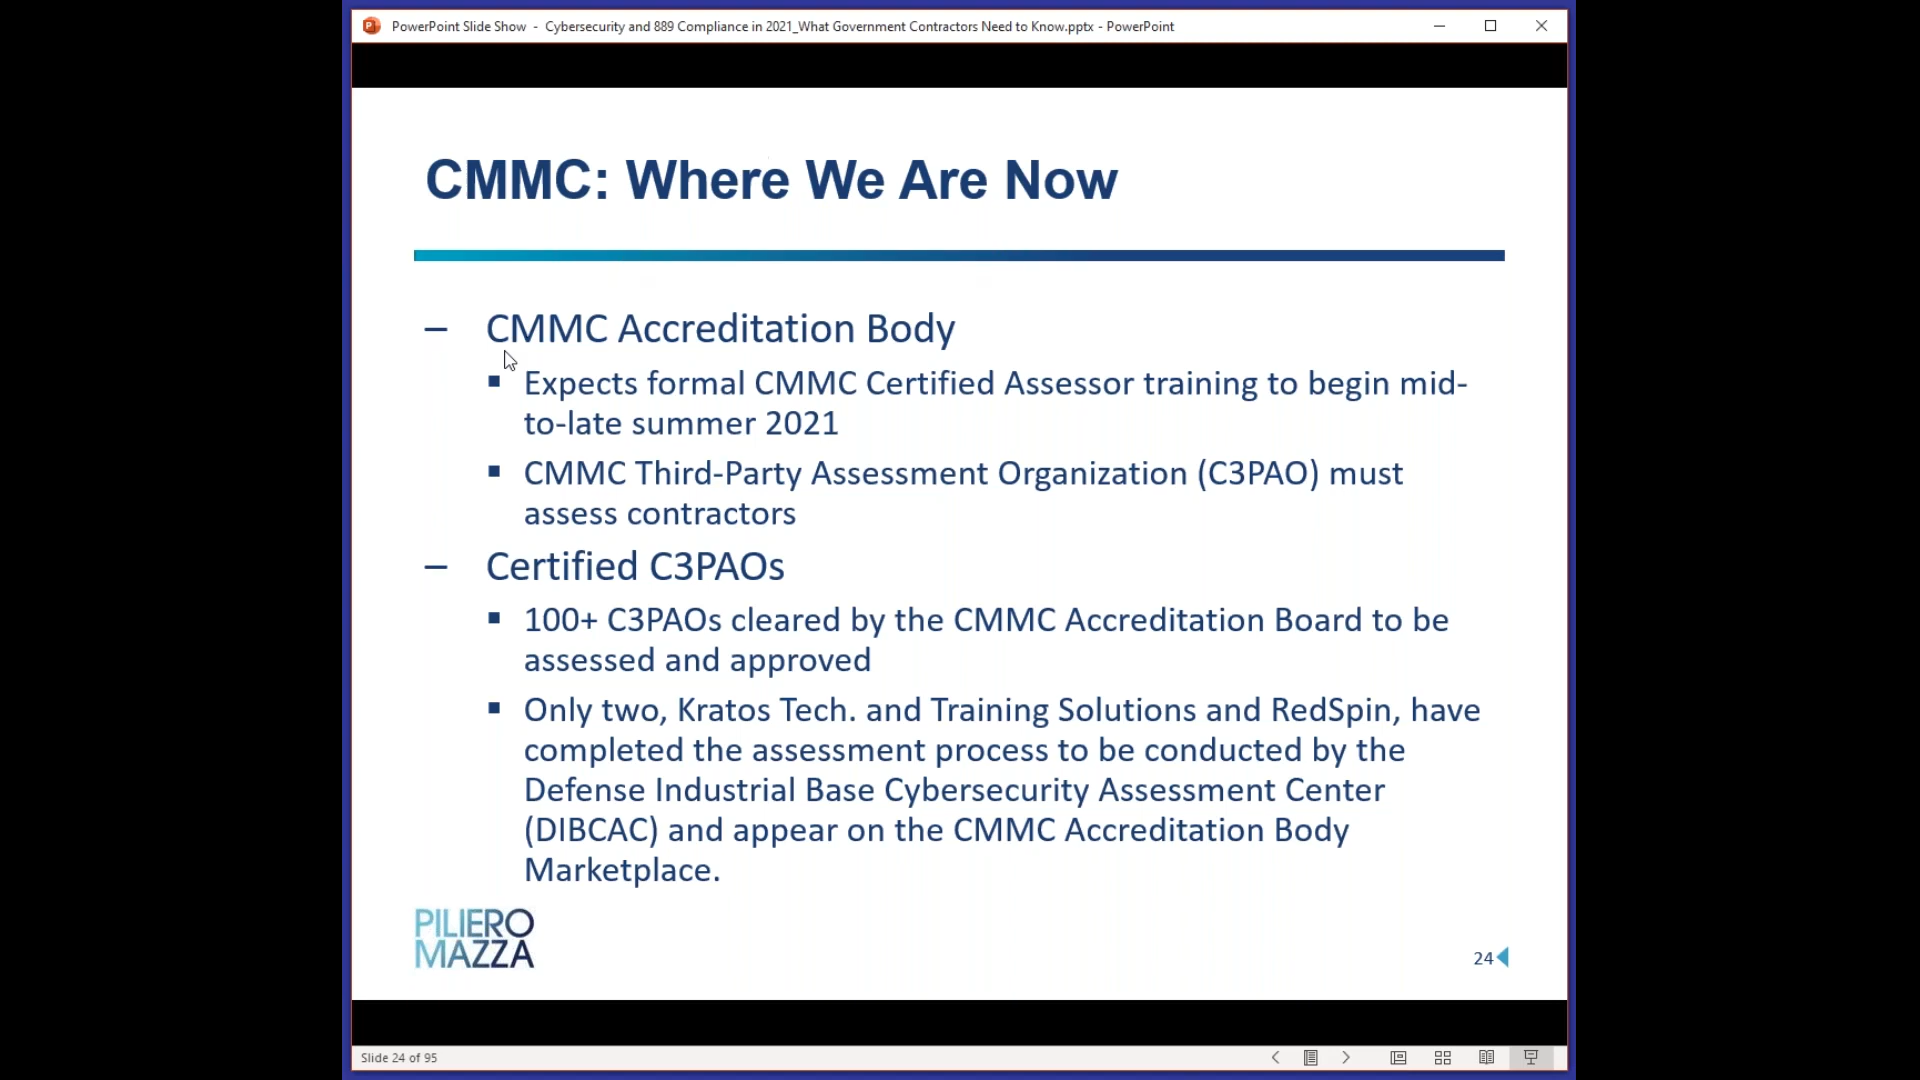 PowerPoint Slide Show - Cybersecurity and 889 Compliance in 2021_What Government Contractors Need to Know.pptx - PowerPoint
CMMC: Where We Are Now
– CMMC Accreditation Body
▪ Expects formal CMMC Certified Assessor training to begin mid-
to-late summer 2021
▪ CMMC Third-Party Assessment Organization (C3PAO) must
assess contractors
– Certified C3PAOs
▪ 100+ C3PAOs cleared by the CMMC Accreditation Board to be
assessed and approved
▪ Only two, Kratos Tech. and Training Solutions and RedSpin, have
completed the assessment process to be conducted by the
Defense Industrial Base Cybersecurity Assessment Center
(DIBCAC) and appear on the CMMC Accreditation Body
Marketplace.
PILIERO
MAZZA
24
Slide 24 of 95